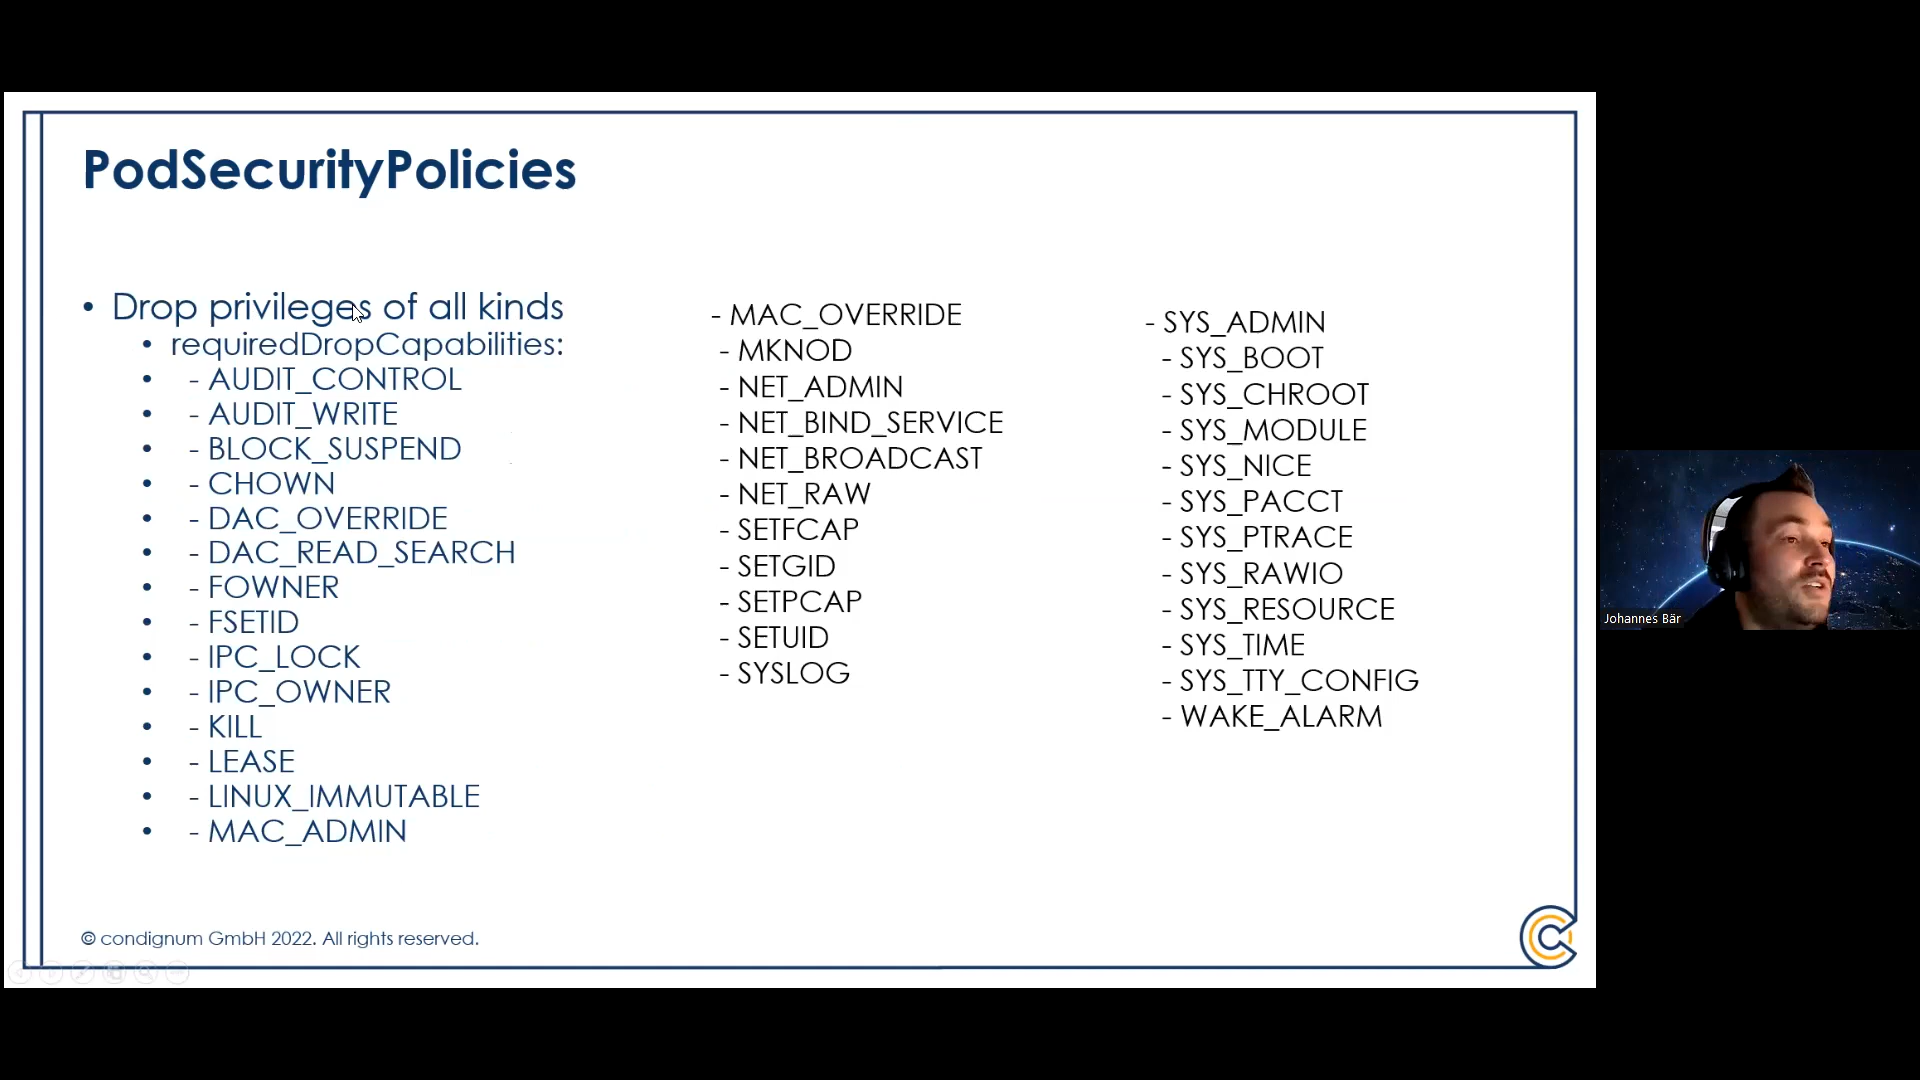 PodSecurityPolicies
• Drop privileges of all kinds
• requiredDropCapabilities:
• - AUDIT_CONTROL
• - AUDIT_WRITE
• - BLOCK_SUSPEND
• - CHOWN
• - DAC_OVERRIDE
• - DAC_READ_SEARCH
• - FOWNER
• - FSETID
• - IPC_LOCK
• - IPC_OWNER
• - KILL
• - LEASE
• - LINUX_IMMUTABLE
• - MAC_ADMIN
- MAC_OVERRIDE
- MKNOD
- NET_ADMIN
- NET_BIND_SERVICE
- NET_BROADCAST
- NET_RAW
- SETFCAP
- SETGID
- SETPCAP
- SETUID
- SYSLOG
- SYS_ADMIN
- SYS_BOOT
- SYS_CHROOT
- SYS_MODULE
- SYS_NICE
- SYS_PACCT
- SYS_PTRACE
- SYS_RAWIO
- SYS_RESOURCE
- SYS_TIME
- SYS_TTY_CONFIG
- WAKE_ALARM
© condignum GmbH 2022. All rights reserved.
Johannes Bär